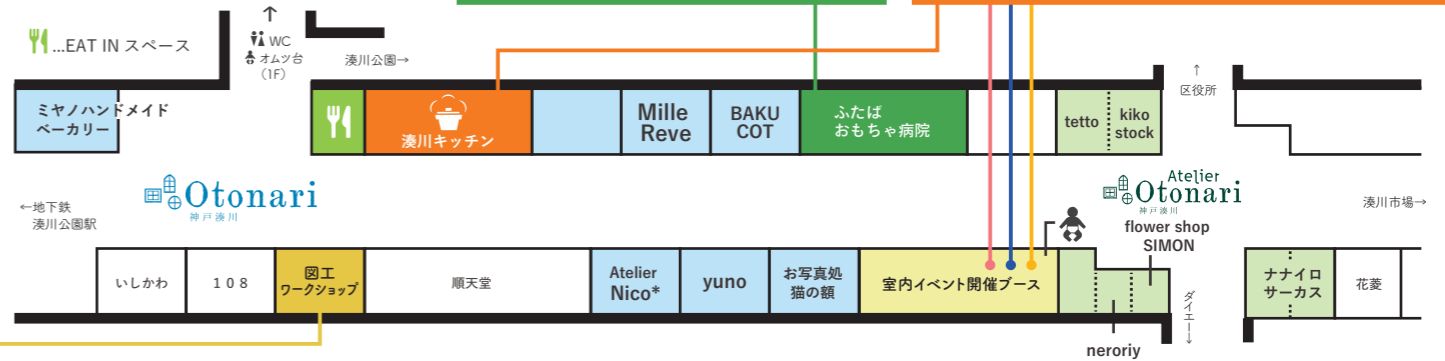 ...EAT IN スペース
WC
オムツ台
(1F)
湊川公園→
↑
区役所
ミヤノハンドメイド
ベーカリー
湊川キッチン
Mille
Reve
BAKU
COT
ふたば
おもちゃ病院
tetto
kiko
stock
←地下鉄
湊川公園駅
Otonari
神戸湊川
Atelier
Otonari
神戸湊川
湊川市場→
flower shop
SIMON
いしかわ
108
図工
ワークショップ
順天堂
Atelier
Nico*
yuno
お写真処
猫の額
室内イベント開催ブース
neroriy
ダイエー→
ナナイロ
サーカス
花菱